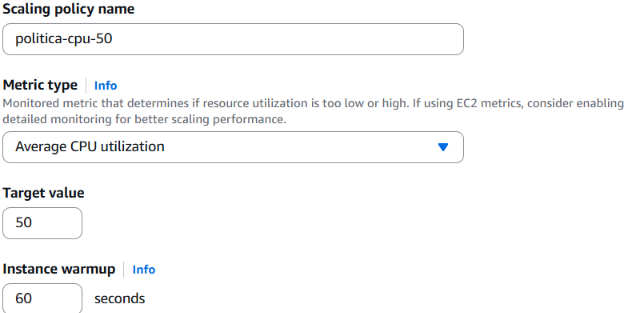 Scaling policy name
politica-cpu-50
Metric type Info
Monitored metric that determines if resource utilization is too low or high. If using EC2 metrics, consider enabling
detailed monitoring for better scaling performance.
Average CPU utilization
Target value
50
Instance warmup Info
60 seconds